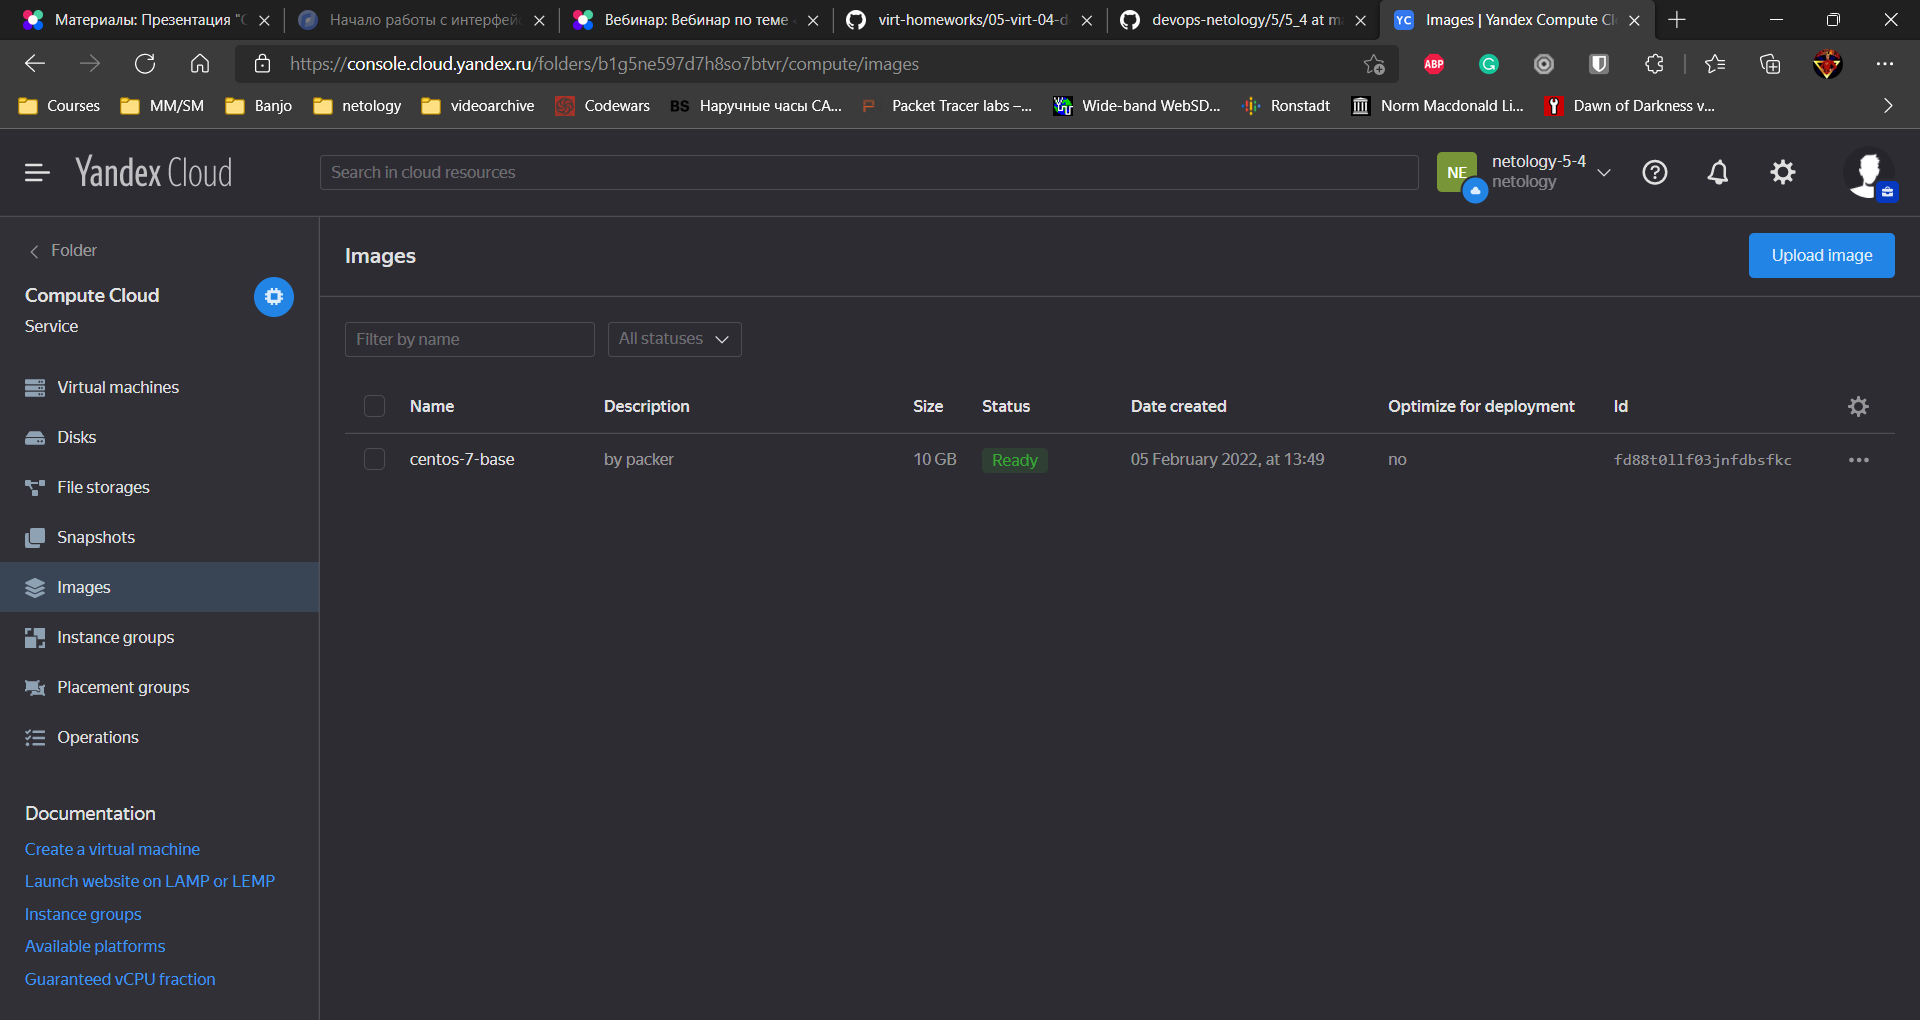 Материалы: Презентация "
Начало работы с интерфей
Вебинар: Вебинар по теме
virt-homeworks/05-virt-04-d
devops-netology/5/5_4 at m
YC Images | Yandex Compute Cl
https://console.cloud.yandex.ru/folders/b1g5ne597d7h8so7btvr/compute/images
ABP
Courses
MM/SM
Banjo
netology
videoarchive
Codewars
BS Наручные часы CA...
Packet Tracer labs –...
Wide-band WebSD...
Ronstadt
Norm Macdonald Li...
Dawn of Darkness v...
Yandex Cloud
Search in cloud resources
NE
netology-5-4
netology
Folder
Compute Cloud
Service
Virtual machines
Disks
File storages
Snapshots
Images
Instance groups
Placement groups
Operations
Documentation
Create a virtual machine
Launch website on LAMP or LEMP
Instance groups
Available platforms
Guaranteed vCPU fraction
Images
Upload image
Filter by name
All statuses
Name Description Size Status Date created Optimize for deployment Id
centos-7-base by packer 10 GB Ready 05 February 2022, at 13:49 no fd88t0llf03jnfdbsfkc